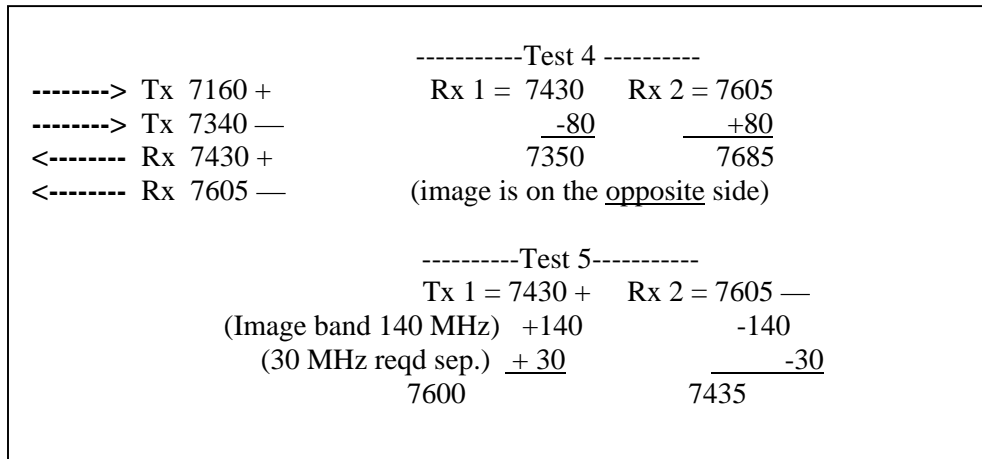 -----------Test 4 ----------
--------> Tx 7160 + Rx 1 = 7430 Rx 2 = 7605
--------> Tx 7340 — -80 +80
<-------- Rx 7430 + 7350 7685
<-------- Rx 7605 — (image is on the opposite side)
----------Test 5-----------
Tx 1 = 7430 + Rx 2 = 7605 —
(Image band 140 MHz) +140 -140
(30 MHz reqd sep.) + 30 -30
7600 7435